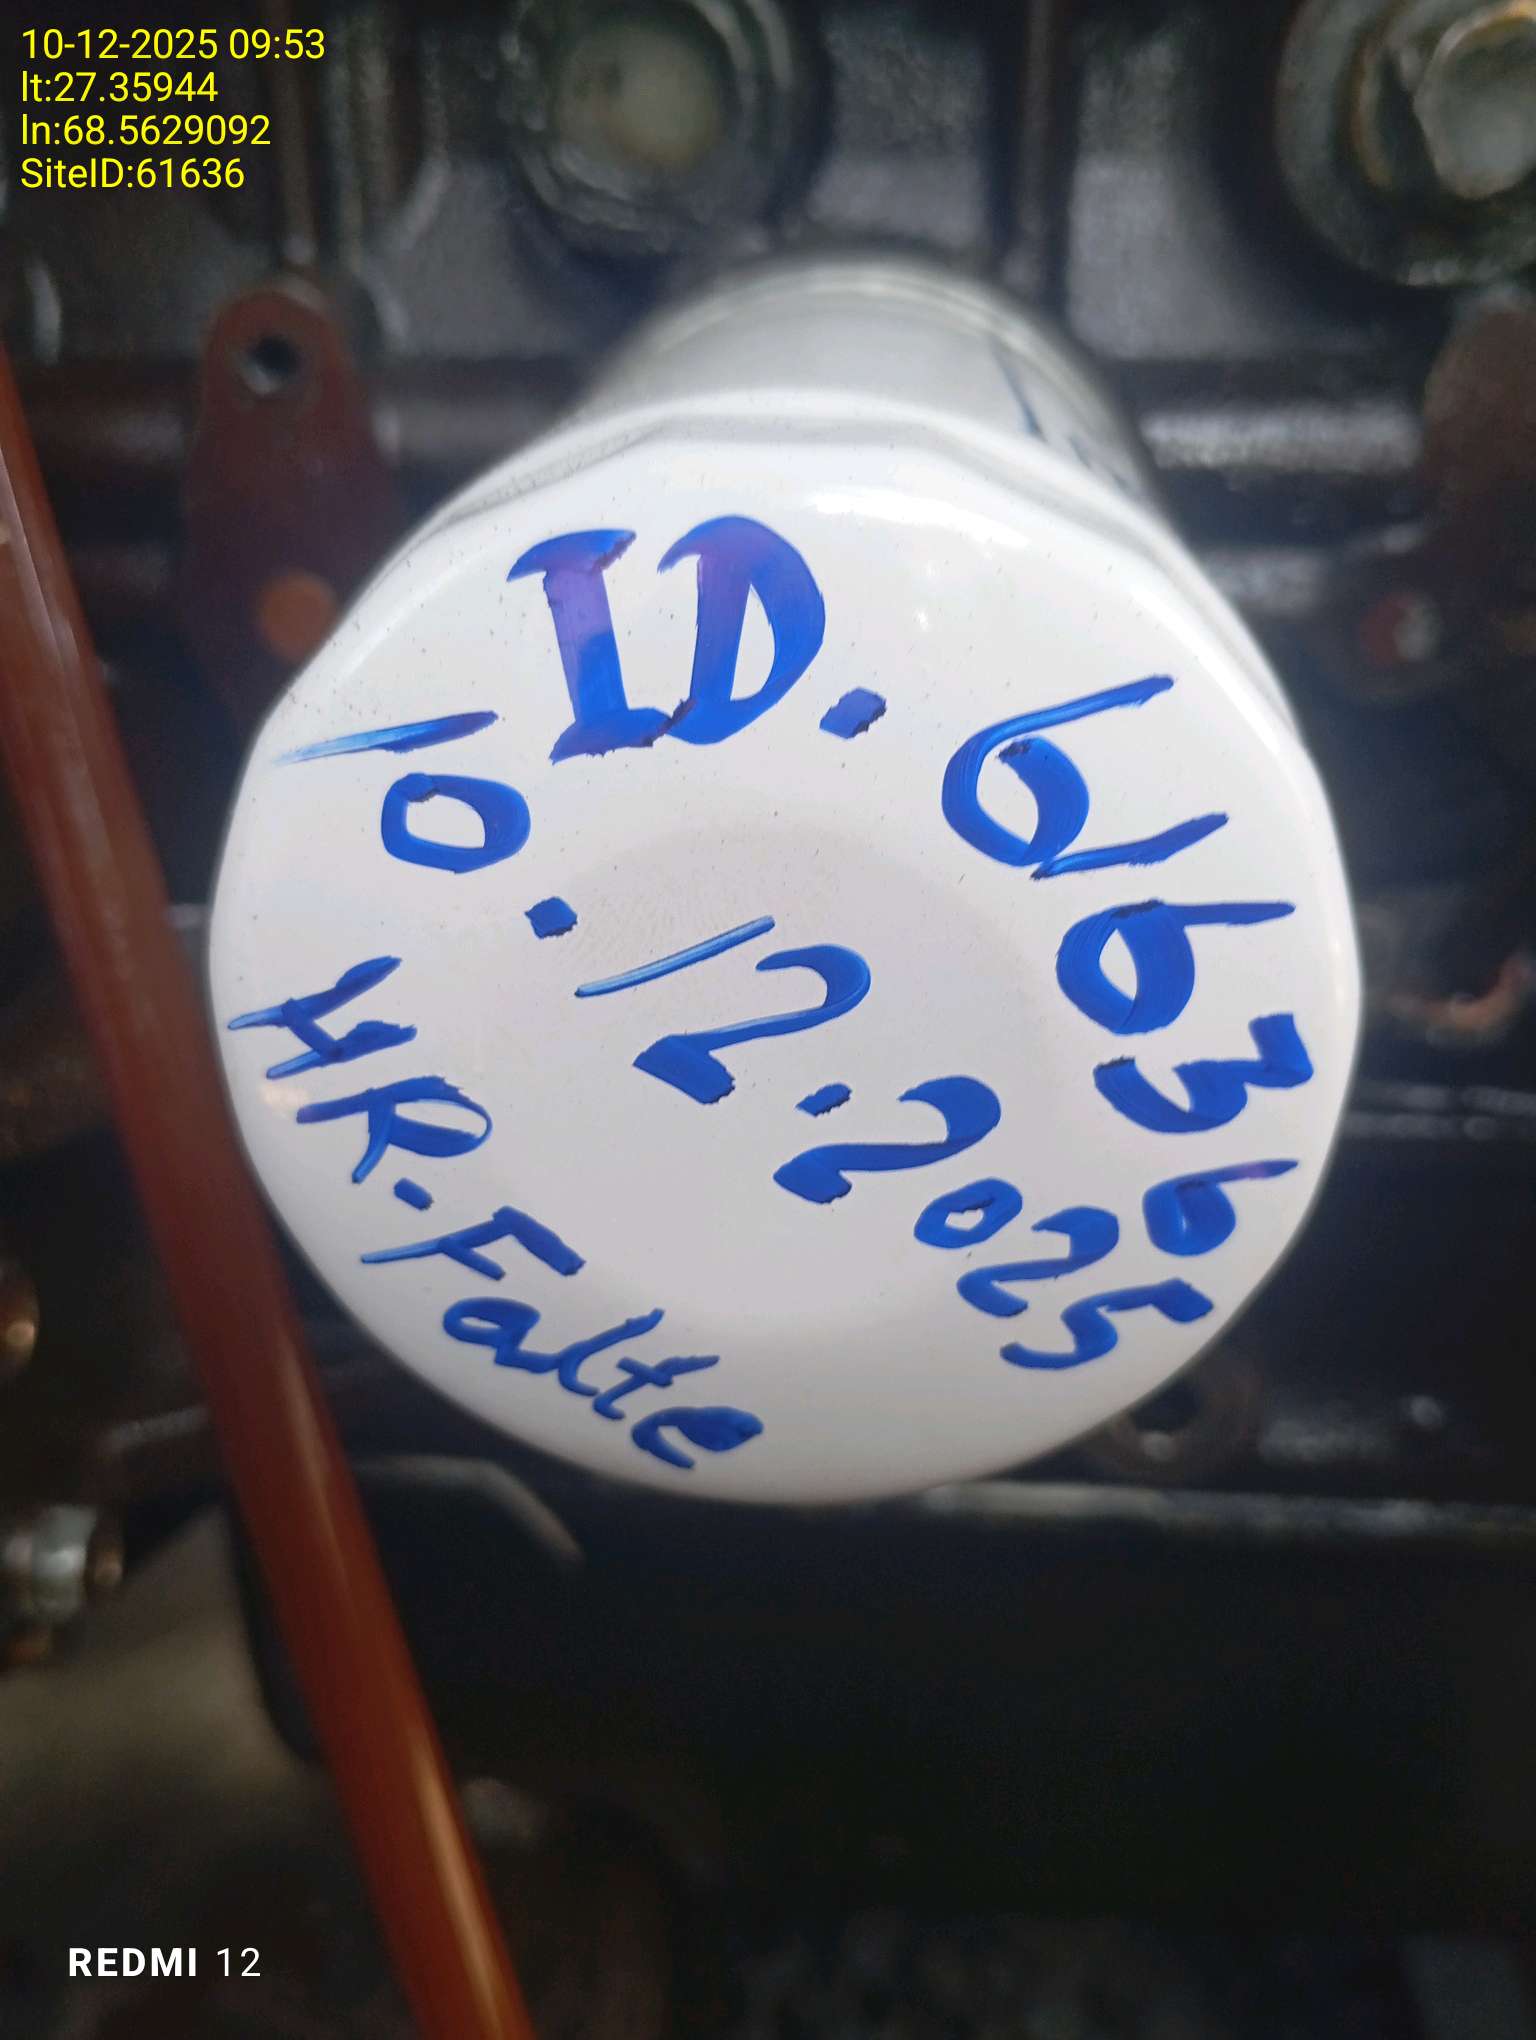 10-12-2025 09:53
lt:27.35944
ln:68.5629092
SiteID:61636
ID. 61636
10.12.2025
HR-Falte
REDMI 12